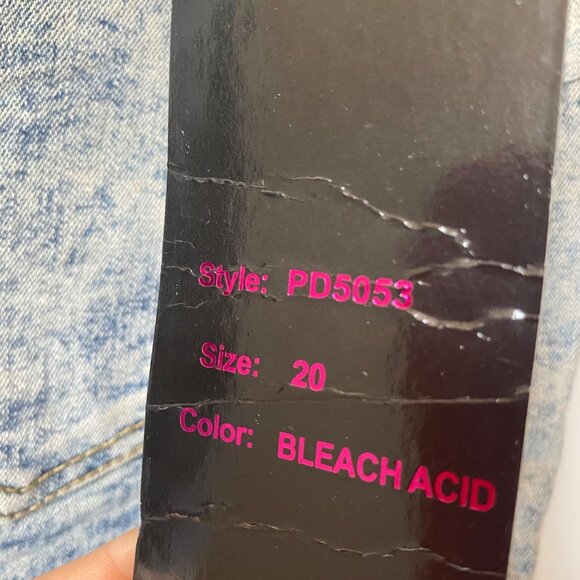 Style: PD5053
Size: 20
Color: BLEACH ACID